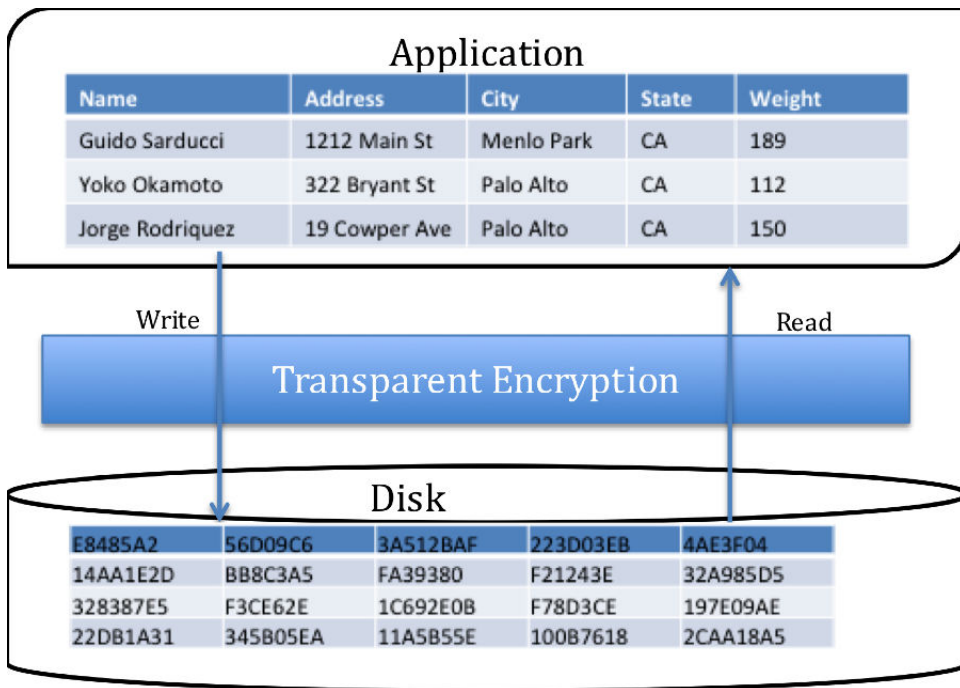 Application
Name Address City State Weight
Guido Sarducci 1212 Main St Menlo Park CA 189
Yoko Okamoto 322 Bryant St Palo Alto CA 112
Jorge Rodriquez 19 Cowper Ave Palo Alto CA 150
Write Read
Transparent Encryption
Disk
E8485A2 56D09C6 3A512BAF 223D03EB 4AE3F04
14AA1E2D BB8C3A5 FA39380 F21243E 32A985D5
328387E5 F3CE62E 1C692E0B F78D3CE 197E09AE
22DB1A31 345B05EA 11A5B55E 100B7618 2CAA18A5